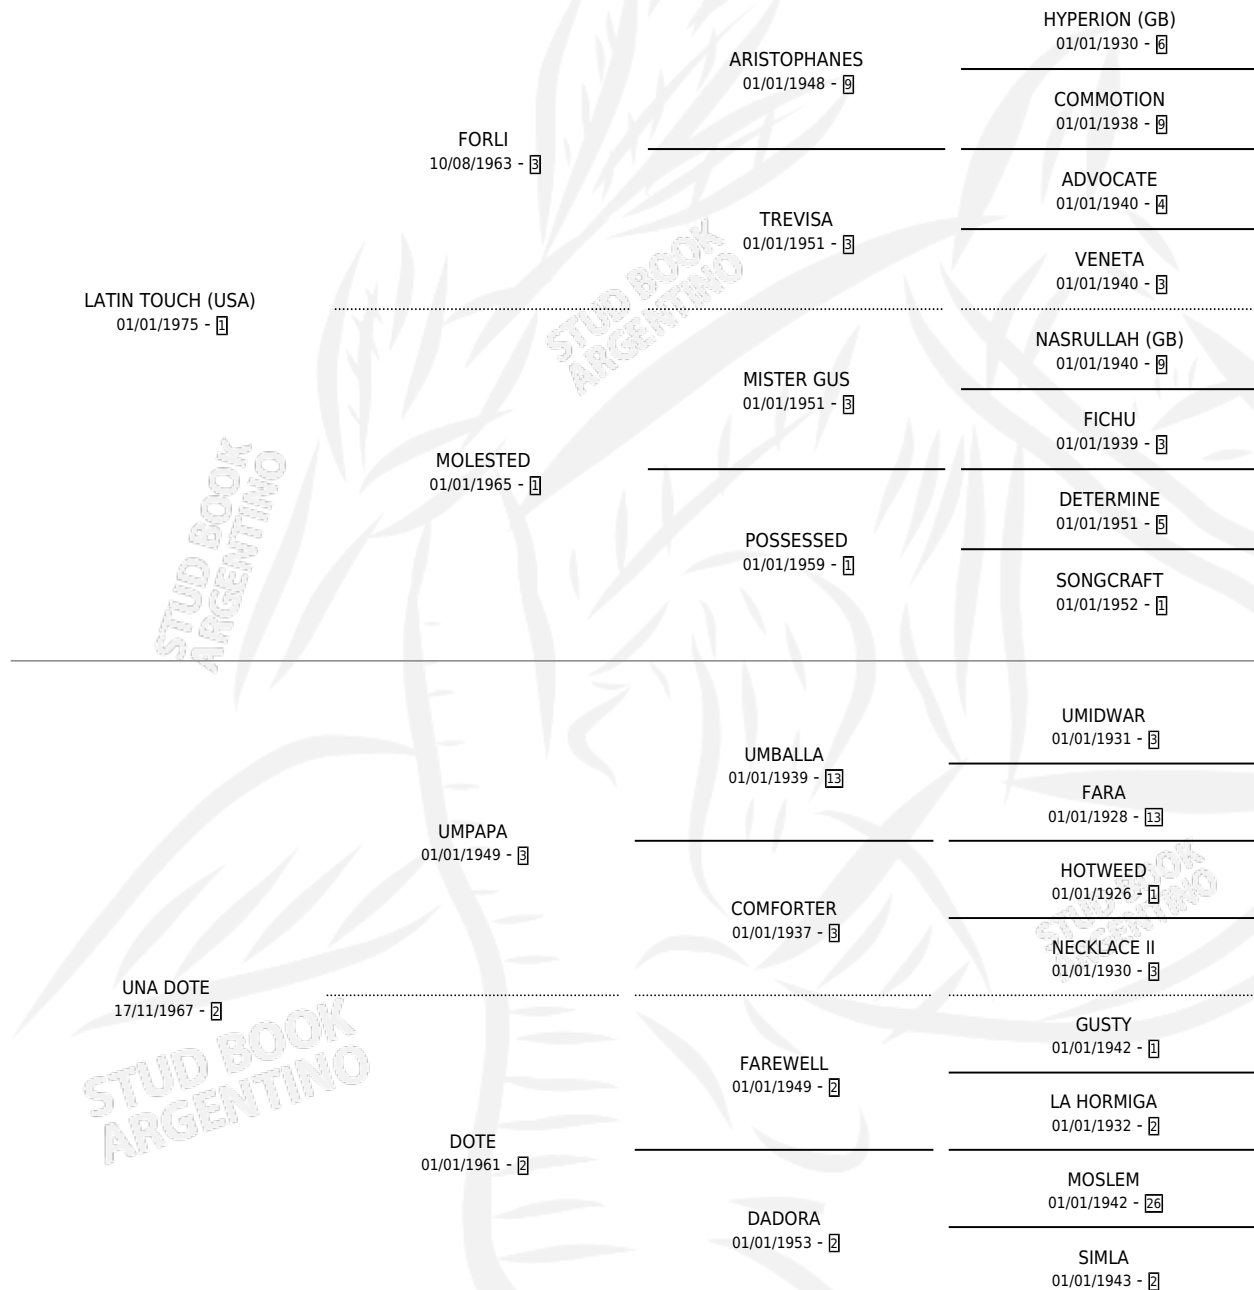 HYPERION (GB)
01/01/1930 - 6
ARISTOPHANES
01/01/1948 - 9
COMMOTION
01/01/1938 - 9
FORLI
10/08/1963 - 3
ADVOCATE
01/01/1940 - 4
TREVISA
01/01/1951 - 3
VENETA
01/01/1940 - 3
LATIN TOUCH (USA)
01/01/1975 - 1
STUD BOOK
ARGENTINO
NASRULLAH (GB)
01/01/1940 - 9
MISTER GUS
01/01/1951 - 3
FICHU
01/01/1939 - 3
MOLESTED
01/01/1965 - 1
DETERMINE
01/01/1951 - 5
POSSESSED
01/01/1959 - 1
SONGCRAFT
01/01/1952 - 1
STUD BOOK
ARGENTINO
UMIDWAR
01/01/1931 - 3
UMBALLA
01/01/1939 - 13
FARA
01/01/1928 - 13
UMPAPA
01/01/1949 - 3
HOTWEED
01/01/1926 - 1
COMFORTER
01/01/1937 - 3
NECKLACE II
01/01/1930 - 3
STUD BOOK
ARGENTINO
UNA DOTE
17/11/1967 - 2
GUSTY
01/01/1942 - 1
FAREWELL
01/01/1949 - 2
LA HORMIGA
01/01/1932 - 2
STUD BOOK
ARGENTINO
DOTE
01/01/1961 - 2
MOSLEM
01/01/1942 - 26
DADORA
01/01/1953 - 2
SIMLA
01/01/1943 - 2